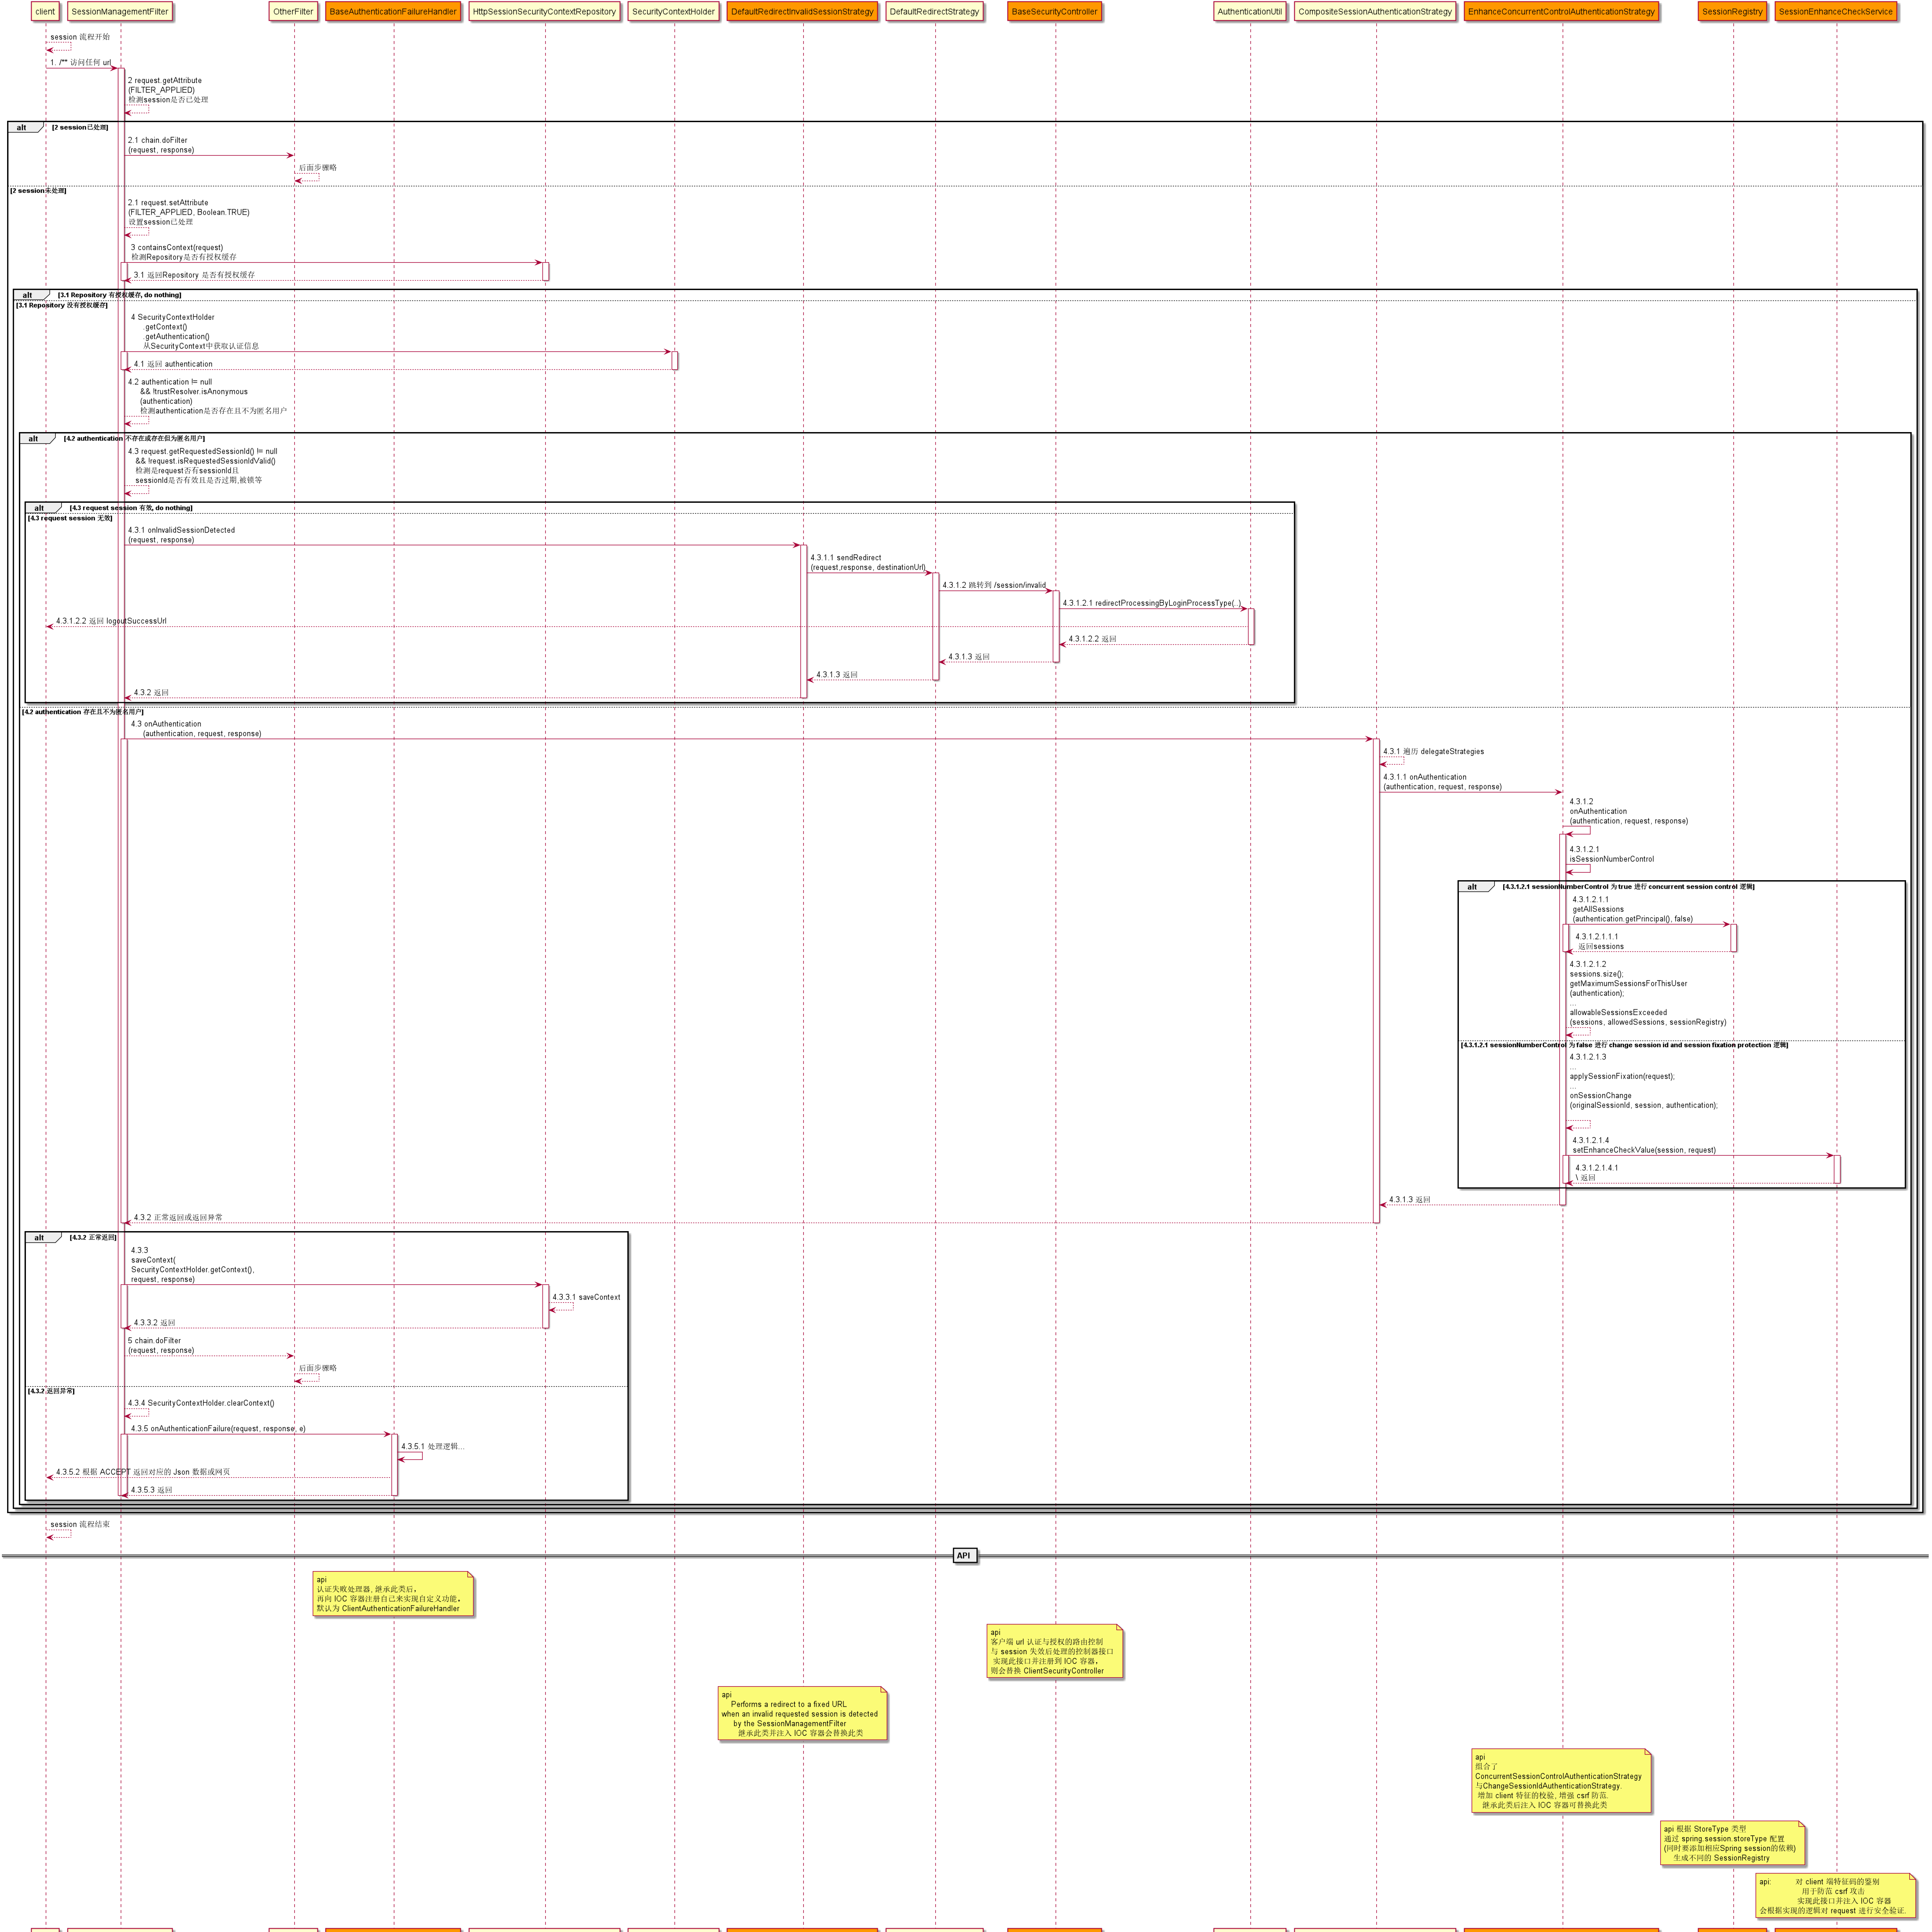 client
SessionManagementFilter
OtherFilter
BaseAuthenticationFailureHandler
HttpSessionSecurityContextRepository
SecurityContextHolder
DefaultRedirectInvalidSessionStrategy
DefaultRedirectStrategy
BaseSecurityController
AuthenticationUtil
CompositeSessionAuthenticationStrategy
EnhanceConcurrentControlAuthenticationStrategy
SessionRegistry
SessionEnhanceCheckService
session 流程开始
1. /** 访问任何 url
2 request.getAttribute
(FILTER_APPLIED)
检测session是否已处理
alt
[2 session已处理]
2.1 chain.doFilter
(request, response)
后面步骤略
[2 session未处理]
2.1 request.setAttribute
(FILTER_APPLIED, Boolean.TRUE)
设置session已处理
3 containsContext(request)
检测Repository是否有授权缓存
3.1 返回Repository 是否有授权缓存
alt
[3.1 Repository 有授权缓存, do nothing]
[3.1 Repository 没有授权缓存]
4 SecurityContextHolder
.getContext()
.getAuthentication()
从SecurityContext中获取认证信息
4.1 返回 authentication
4.2 authentication != null
&& !trustResolver.isAnonymous
(authentication)
检测authentication是否存在且不为匿名用户
alt
[4.2 authentication 不存在或存在但为匿名用户]
4.3 request.getRequestedSessionId() != null
&& !request.isRequestedSessionIdValid()
检测是request否有sessionId且
sessionId是否有效且是否过期,被锁等
alt
[4.3 request session 有效, do nothing]
[4.3 request session 无效]
4.3.1 onInvalidSessionDetected
(request, response)
4.3.1.1 sendRedirect
(request,response, destinationUrl)
4.3.1.2 跳转到 /session/invalid
4.3.1.2.1 redirectProcessingByLoginProcessType(..)
4.3.1.2.2 返回 logoutSuccessUrl
4.3.1.2.2 返回
4.3.1.3 返回
4.3.1.3 返回
4.3.2 返回
[4.2 authentication 存在且不为匿名用户]
4.3 onAuthentication
(authentication, request, response)
4.3.1 遍历 delegateStrategies
4.3.1.1 onAuthentication
(authentication, request, response)
4.3.1.2
onAuthentication
(authentication, request, response)
4.3.1.2.1
isSessionNumberControl
alt
[4.3.1.2.1 sessionNumberControl 为 true 进行 concurrent session control 逻辑]
4.3.1.2.1.1
getAllSessions
(authentication.getPrincipal(), false)
4.3.1.2.1.1.1
返回sessions
4.3.1.2.1.2
sessions.size();
getMaximumSessionsForThisUser
(authentication);
...
allowableSessionsExceeded
(sessions, allowedSessions, sessionRegistry)
[4.3.1.2.1 sessionNumberControl 为 false 进行 change session id and session fixation protection 逻辑]
4.3.1.2.1.3
...
applySessionFixation(request);
...
onSessionChange
(originalSessionId, session, authentication);
4.3.1.2.1.4
setEnhanceCheckValue(session, request)
4.3.1.2.1.4.1
\ 返回
4.3.1.3 返回
4.3.2 正常返回或返回异常
alt
[4.3.2 正常返回]
4.3.3
saveContext(
SecurityContextHolder.getContext(),
request, response)
4.3.3.1 saveContext
4.3.3.2 返回
5 chain.doFilter
(request, response)
后面步骤略
[4.3.2 返回异常]
4.3.4 SecurityContextHolder.clearContext()
4.3.5 onAuthenticationFailure(request, response, e)
4.3.5.1 处理逻辑...
4.3.5.2 根据 ACCEPT 返回对应的 Json 数据或网页
4.3.5.3 返回
session 流程结束
API
api
认证失败处理器, 继承此类后，
再向 IOC 容器注册自己来实现自定义功能，
默认为 ClientAuthenticationFailureHandler
api
客户端 url 认证与授权的路由控制
与 session 失效后处理的控制器接口
实现此接口并注册到 IOC 容器，
则会替换 ClientSecurityController
api
Performs a redirect to a fixed URL
when an invalid requested session is detected
by the SessionManagementFilter
继承此类并注入 IOC 容器会替换此类
api
组合了
ConcurrentSessionControlAuthenticationStrategy
与ChangeSessionIdAuthenticationStrategy.
增加 client 特征的校验, 增强 csrf 防范.
继承此类后注入 IOC 容器可替换此类
api 根据 StoreType 类型
通过 spring.session.storeType 配置
(同时要添加相应Spring session的依赖)
生成不同的 SessionRegistry
api: 对 client 端特征码的鉴别
用于防范 csrf 攻击
实现此接口并注入 IOC 容器
会根据实现的逻辑对 request 进行安全验证.